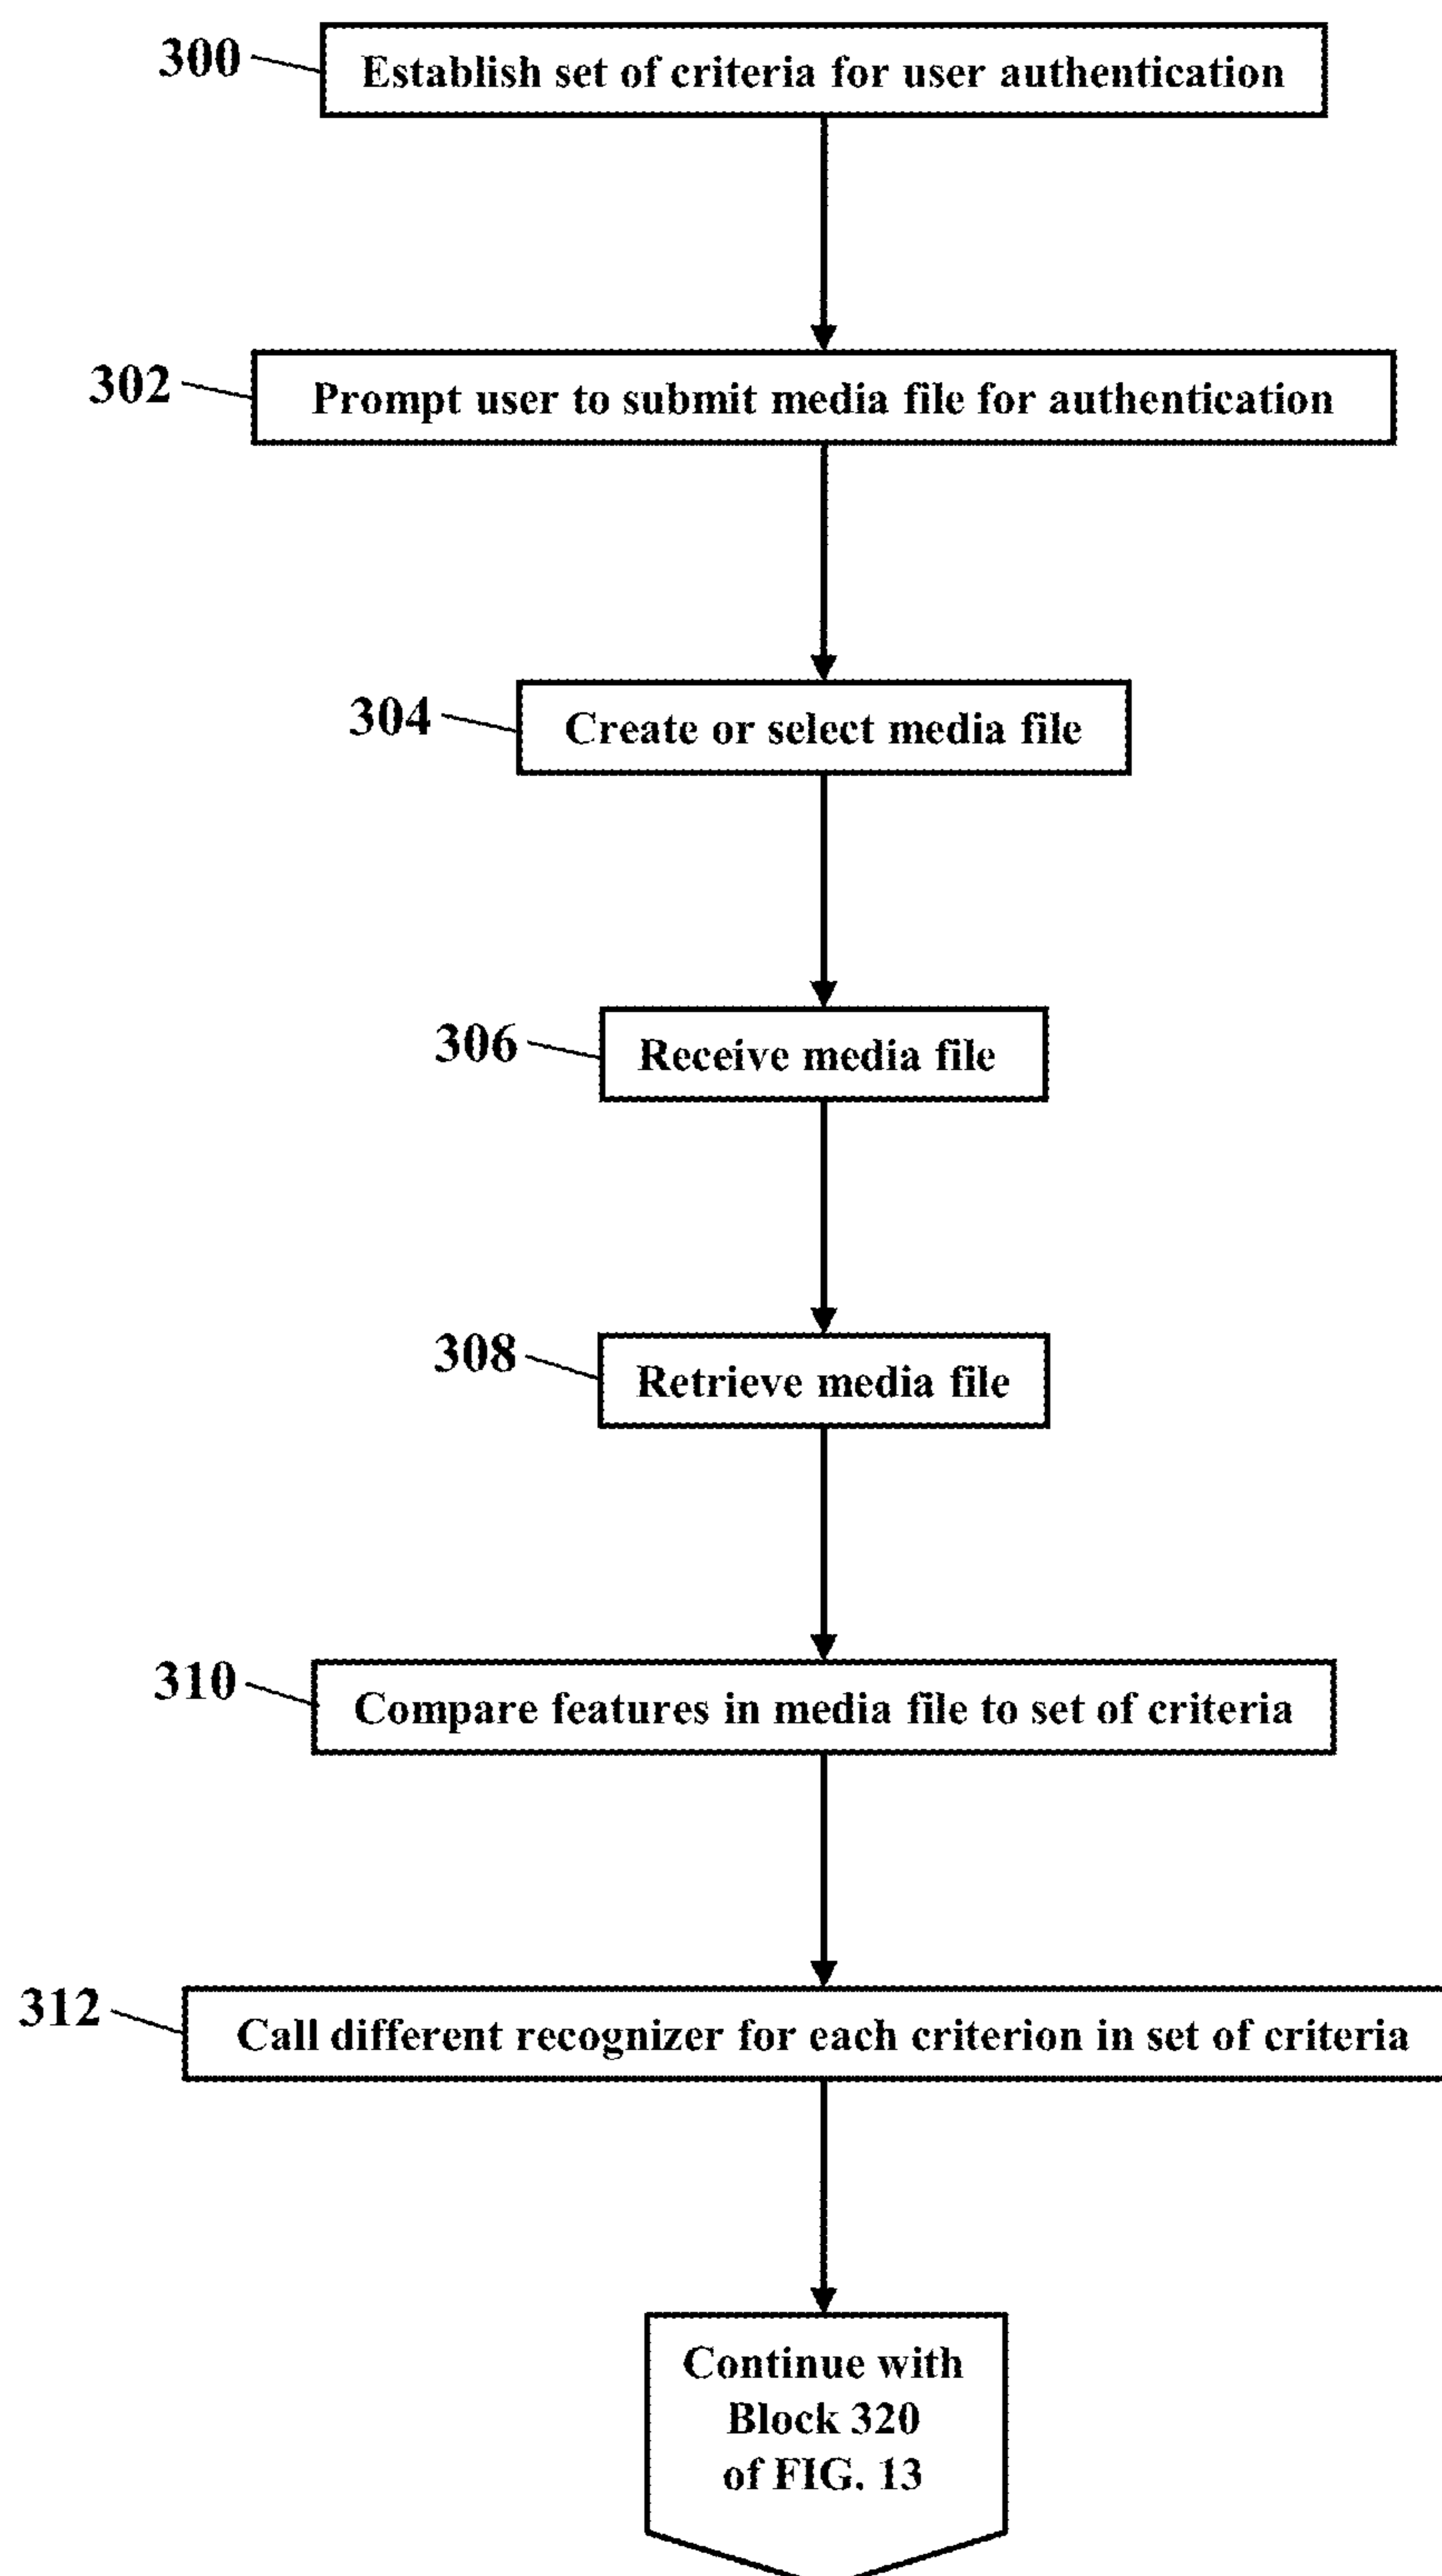 300 Establish set of criteria for user authentication
302 Prompt user to submit media file for authentication
304 Create or select media file
306 Receive media file
308 Retrieve media file
310 Compare features in media file to set of criteria
312 Call different recognizer for each criterion in set of criteria
Continue with
Block 320
of FIG. 13